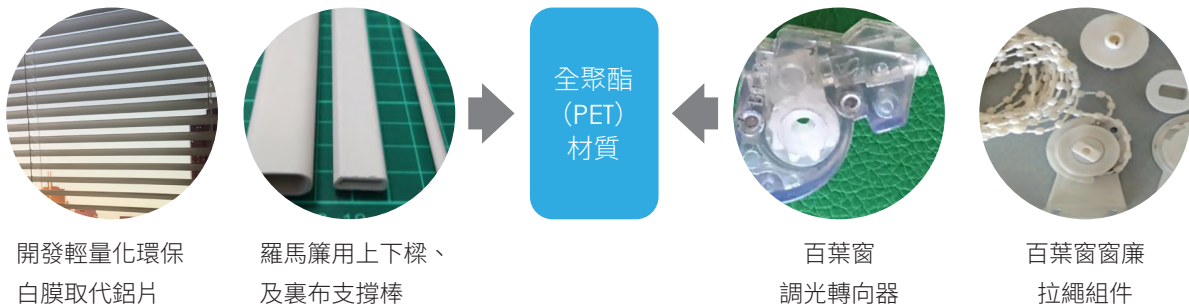 全聚酯
（PET）
材質
開發輕量化環保
白膜取代鋁片
羅馬簾用上下樑、
及裏布支撐棒
百葉窗
調光轉向器
百葉窗窗廉
拉繩組件